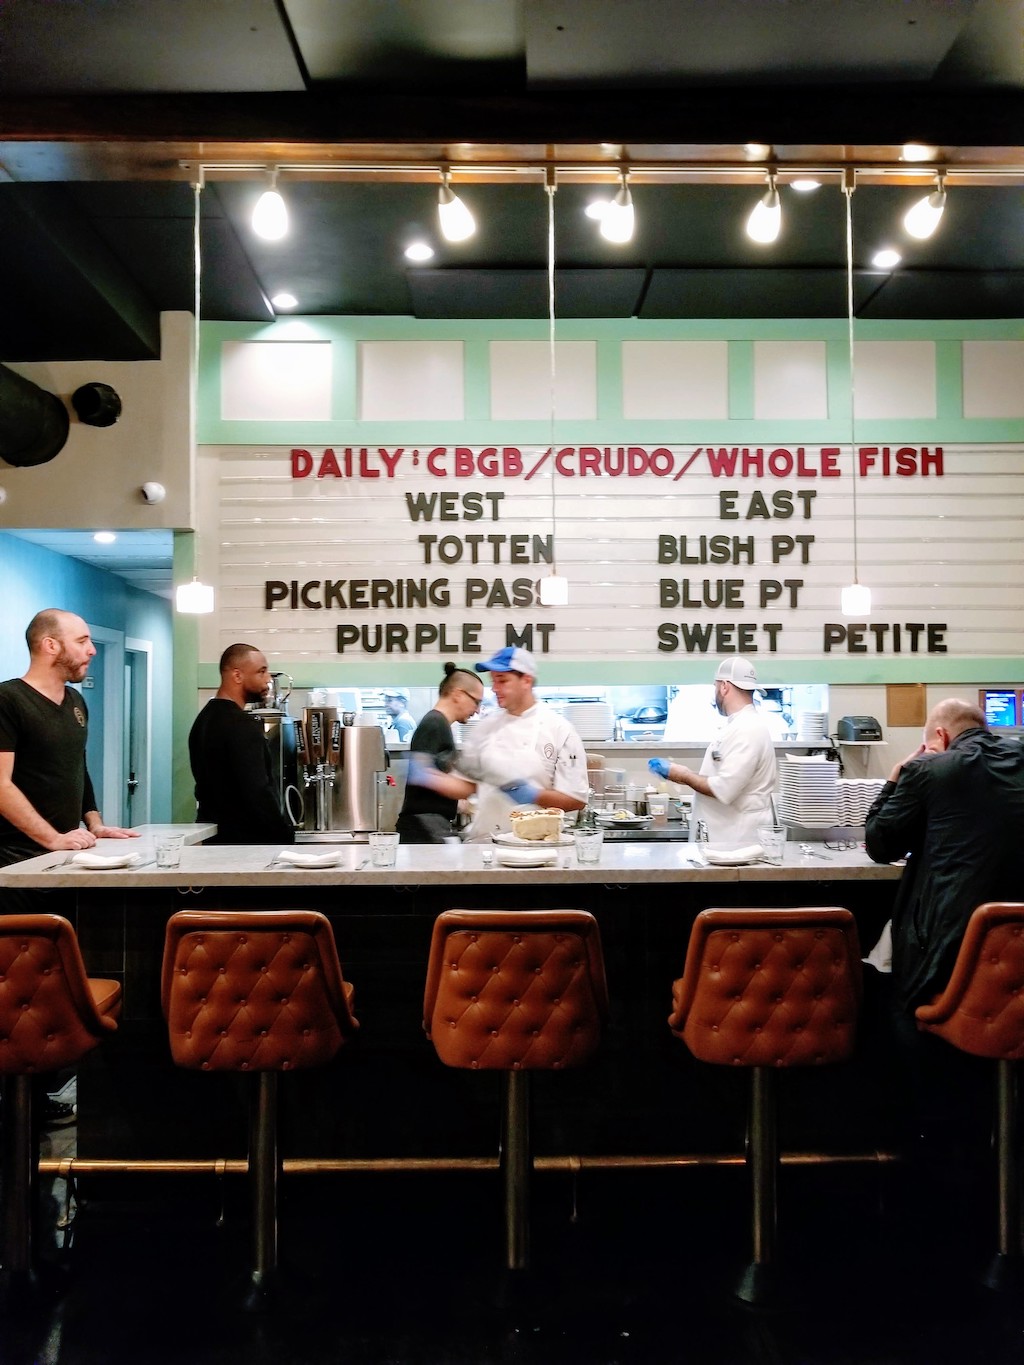 DAILY:CBGB/CRUDO/WHOLE FISH
WEST EAST
TOTTEN BLISH PT
PICKERING PASS BLUE PT
PURPLE MT SWEET PETITE